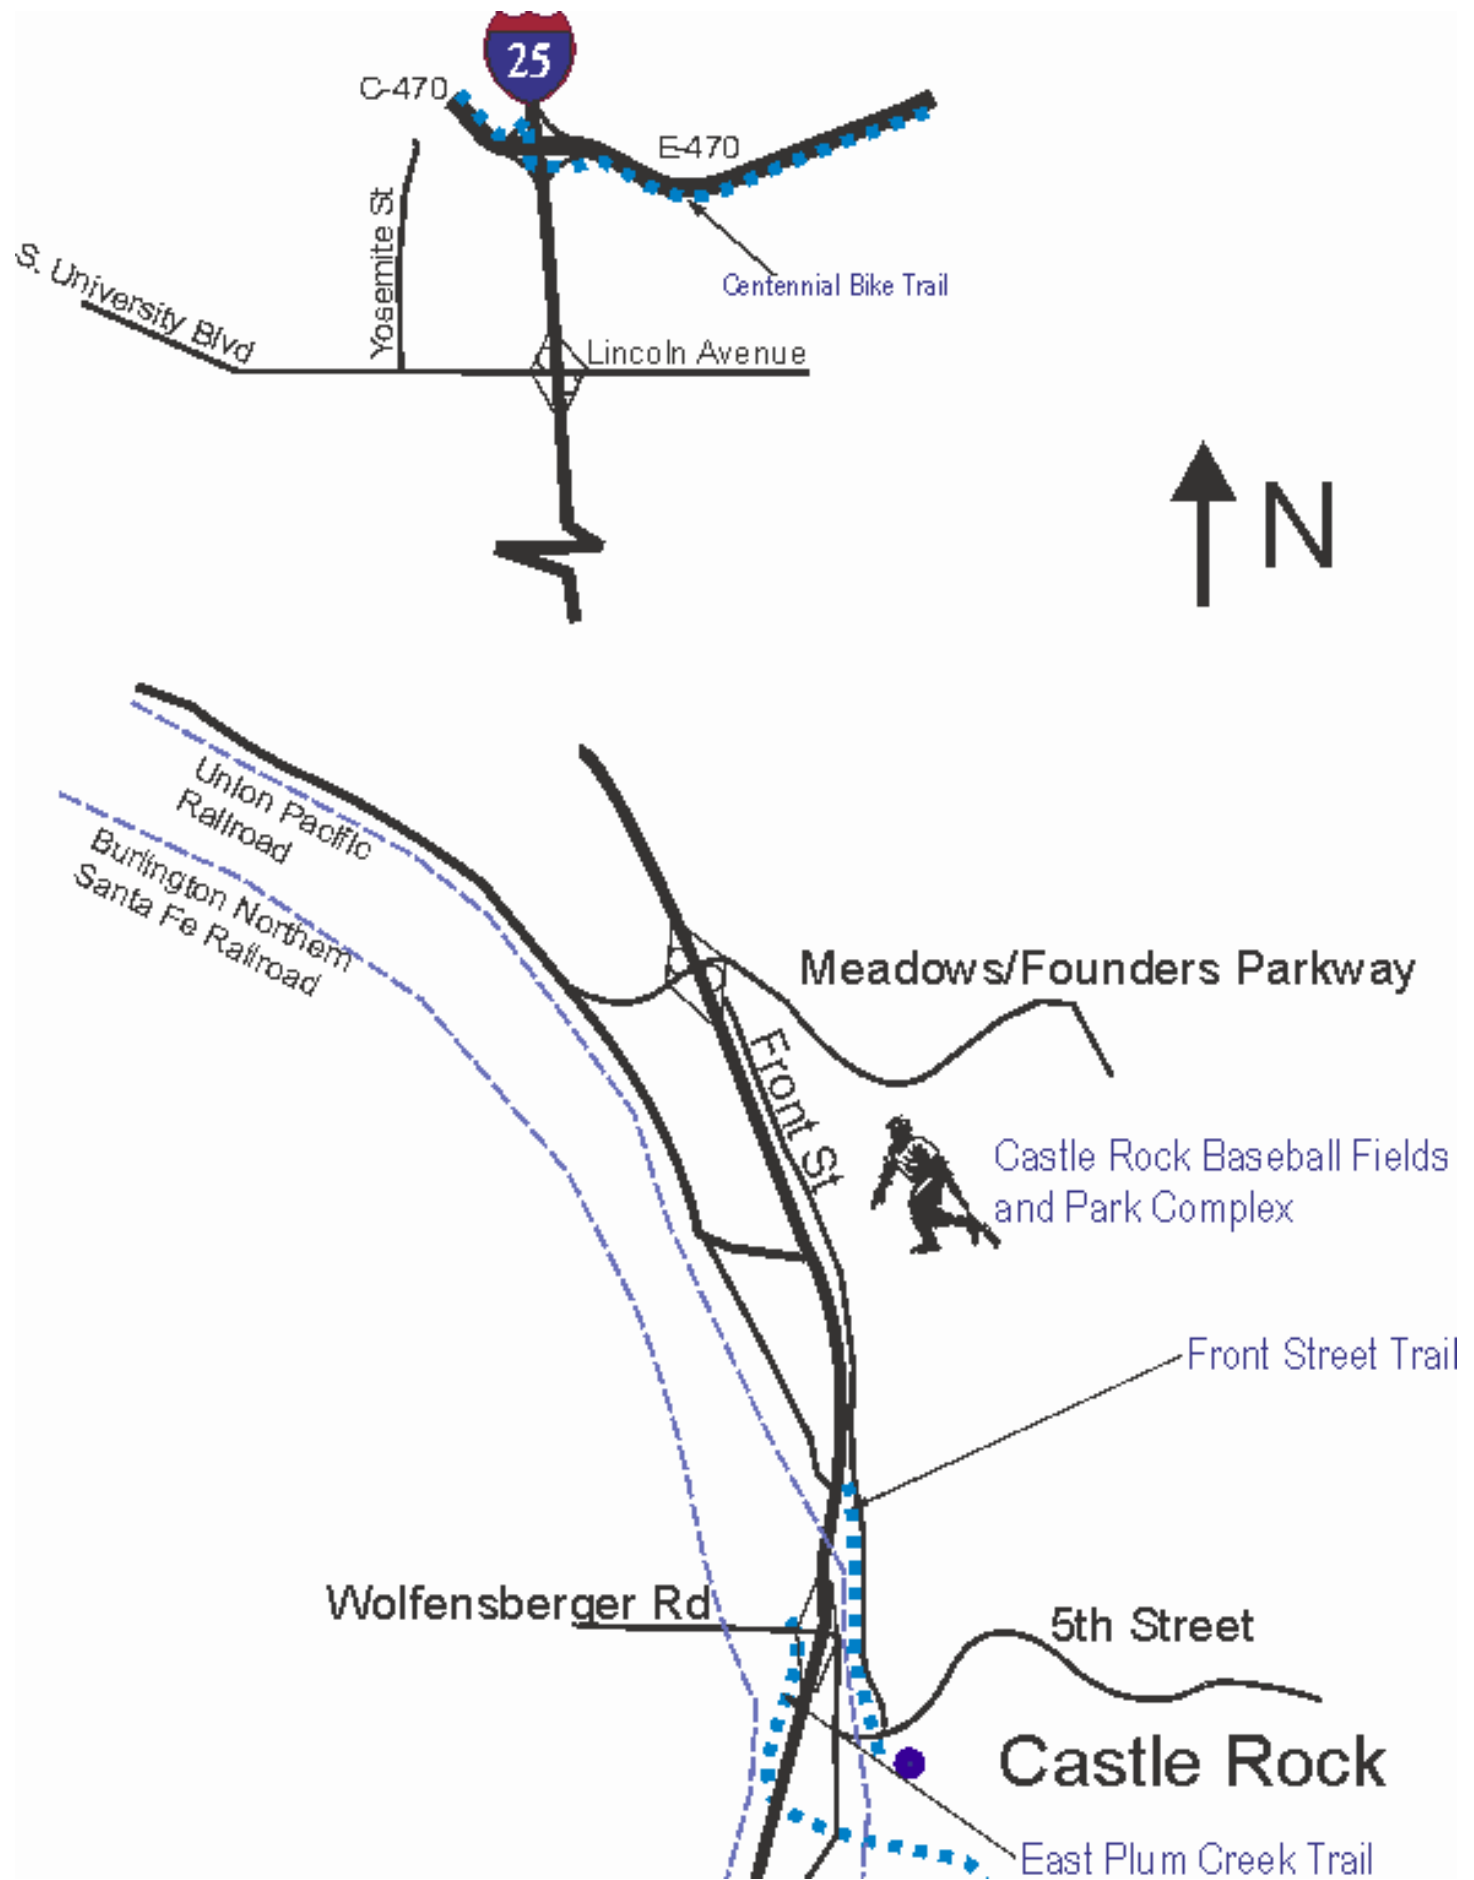 25
C-470
E-470
Yosemite St
S. University Blvd
Centennial Bike Trail
Lincoln Avenue
N
Union Pacific
Railroad
Burlington Northern
Santa Fe Railroad
Meadows/Founders Parkway
Front St
Castle Rock Baseball Fields
and Park Complex
Front Street Trail
Wolfensberger Rd
5th Street
Castle Rock
East Plum Creek Trail